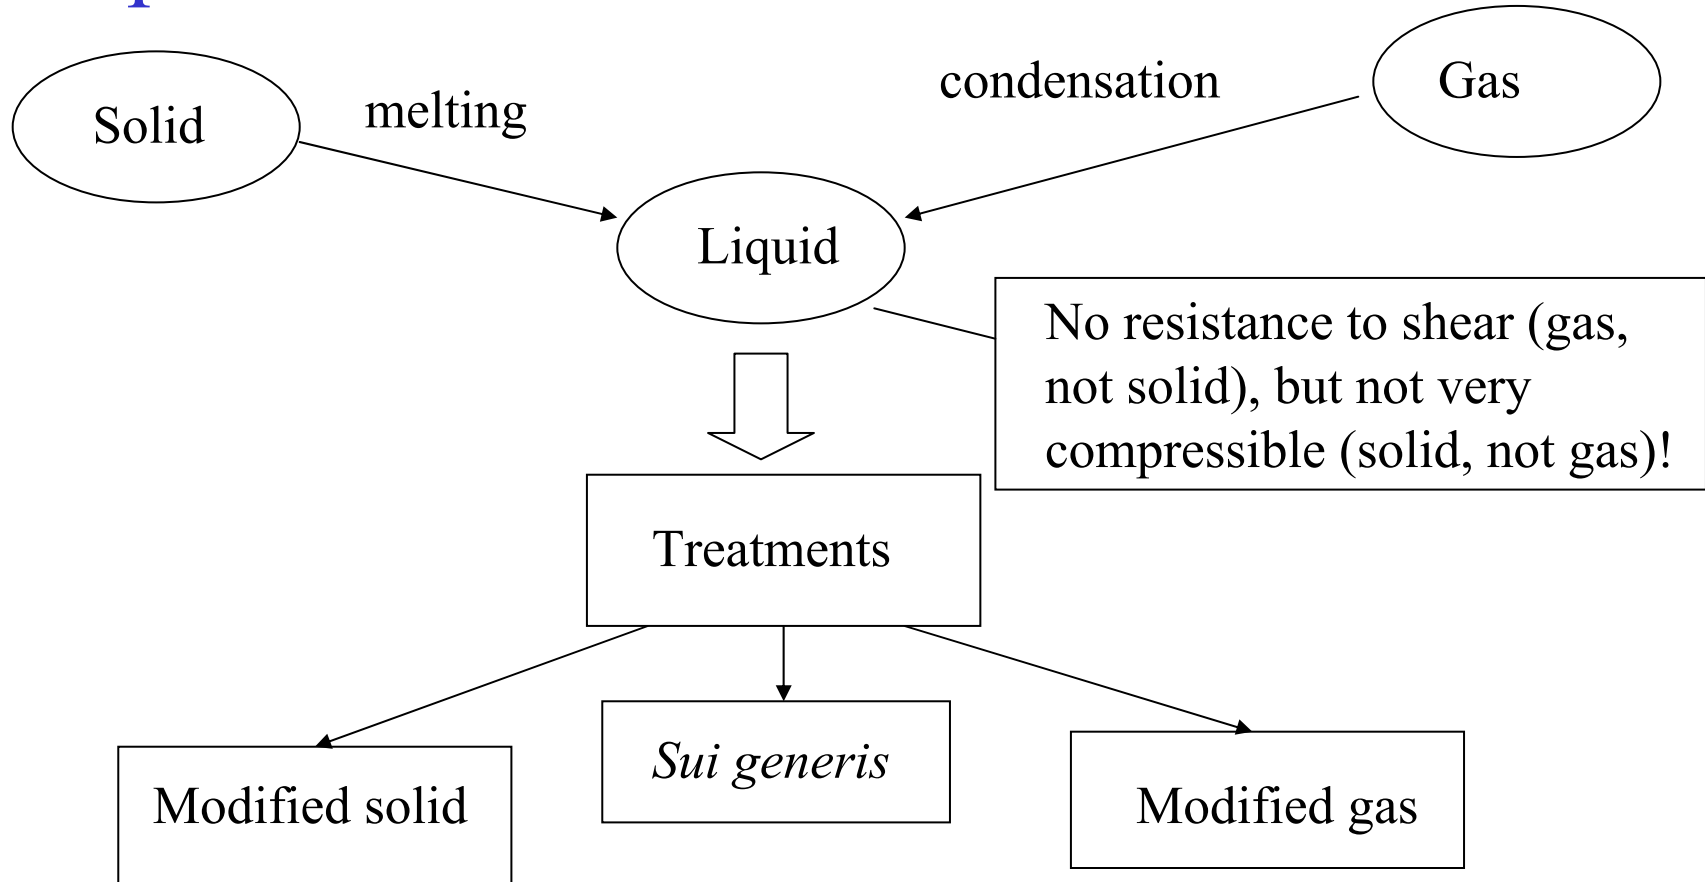 Solid
melting
condensation
Gas
Liquid
No resistance to shear (gas,
not solid), but not very
compressible (solid, not gas)!
Treatments
Sui generis
Modified solid
Modified gas